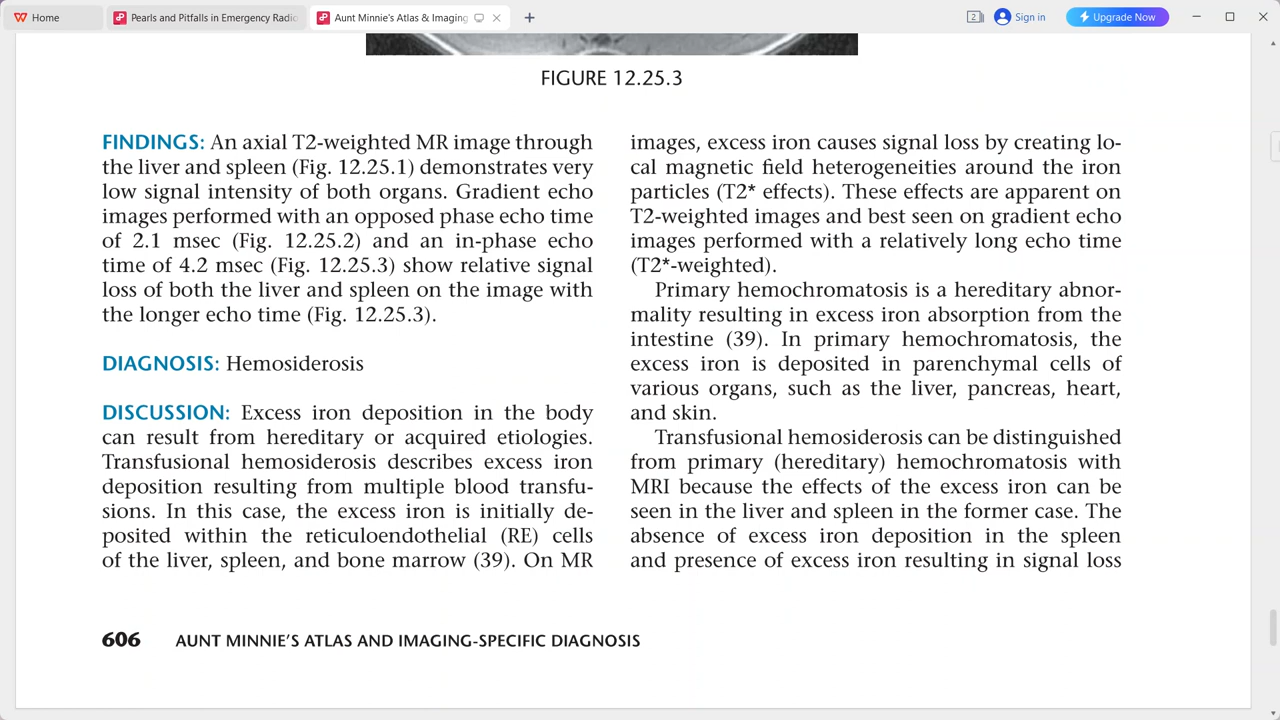 Home
Pearls and Pitfalls in Emergency Radio
Aunt Minnie's Atlas & Imaging
2
Sign in
Upgrade Now
FIGURE 12.25.3
FINDINGS: An axial T2-weighted MR image through
the liver and spleen (Fig. 12.25.1) demonstrates very
low signal intensity of both organs. Gradient echo
images performed with an opposed phase echo time
of 2.1 msec (Fig. 12.25.2) and an in-phase echo
time of 4.2 msec (Fig. 12.25.3) show relative signal
loss of both the liver and spleen on the image with
the longer echo time (Fig. 12.25.3).
DIAGNOSIS: Hemosiderosis
DISCUSSION: Excess iron deposition in the body
can result from hereditary or acquired etiologies.
Transfusional hemosiderosis describes excess iron
deposition resulting from multiple blood transfu-
sions. In this case, the excess iron is initially de-
posited within the reticuloendothelial (RE) cells
of the liver, spleen, and bone marrow (39). On MR
images, excess iron causes signal loss by creating lo-
cal magnetic field heterogeneities around the iron
particles (T2* effects). These effects are apparent on
T2-weighted images and best seen on gradient echo
images performed with a relatively long echo time
(T2*-weighted).
Primary hemochromatosis is a hereditary abnor-
mality resulting in excess iron absorption from the
intestine (39). In primary hemochromatosis, the
excess iron is deposited in parenchymal cells of
various organs, such as the liver, pancreas, heart,
and skin.
Transfusional hemosiderosis can be distinguished
from primary (hereditary) hemochromatosis with
MRI because the effects of the excess iron can be
seen in the liver and spleen in the former case. The
absence of excess iron deposition in the spleen
and presence of excess iron resulting in signal loss
606 AUNT MINNIE'S ATLAS AND IMAGING-SPECIFIC DIAGNOSIS